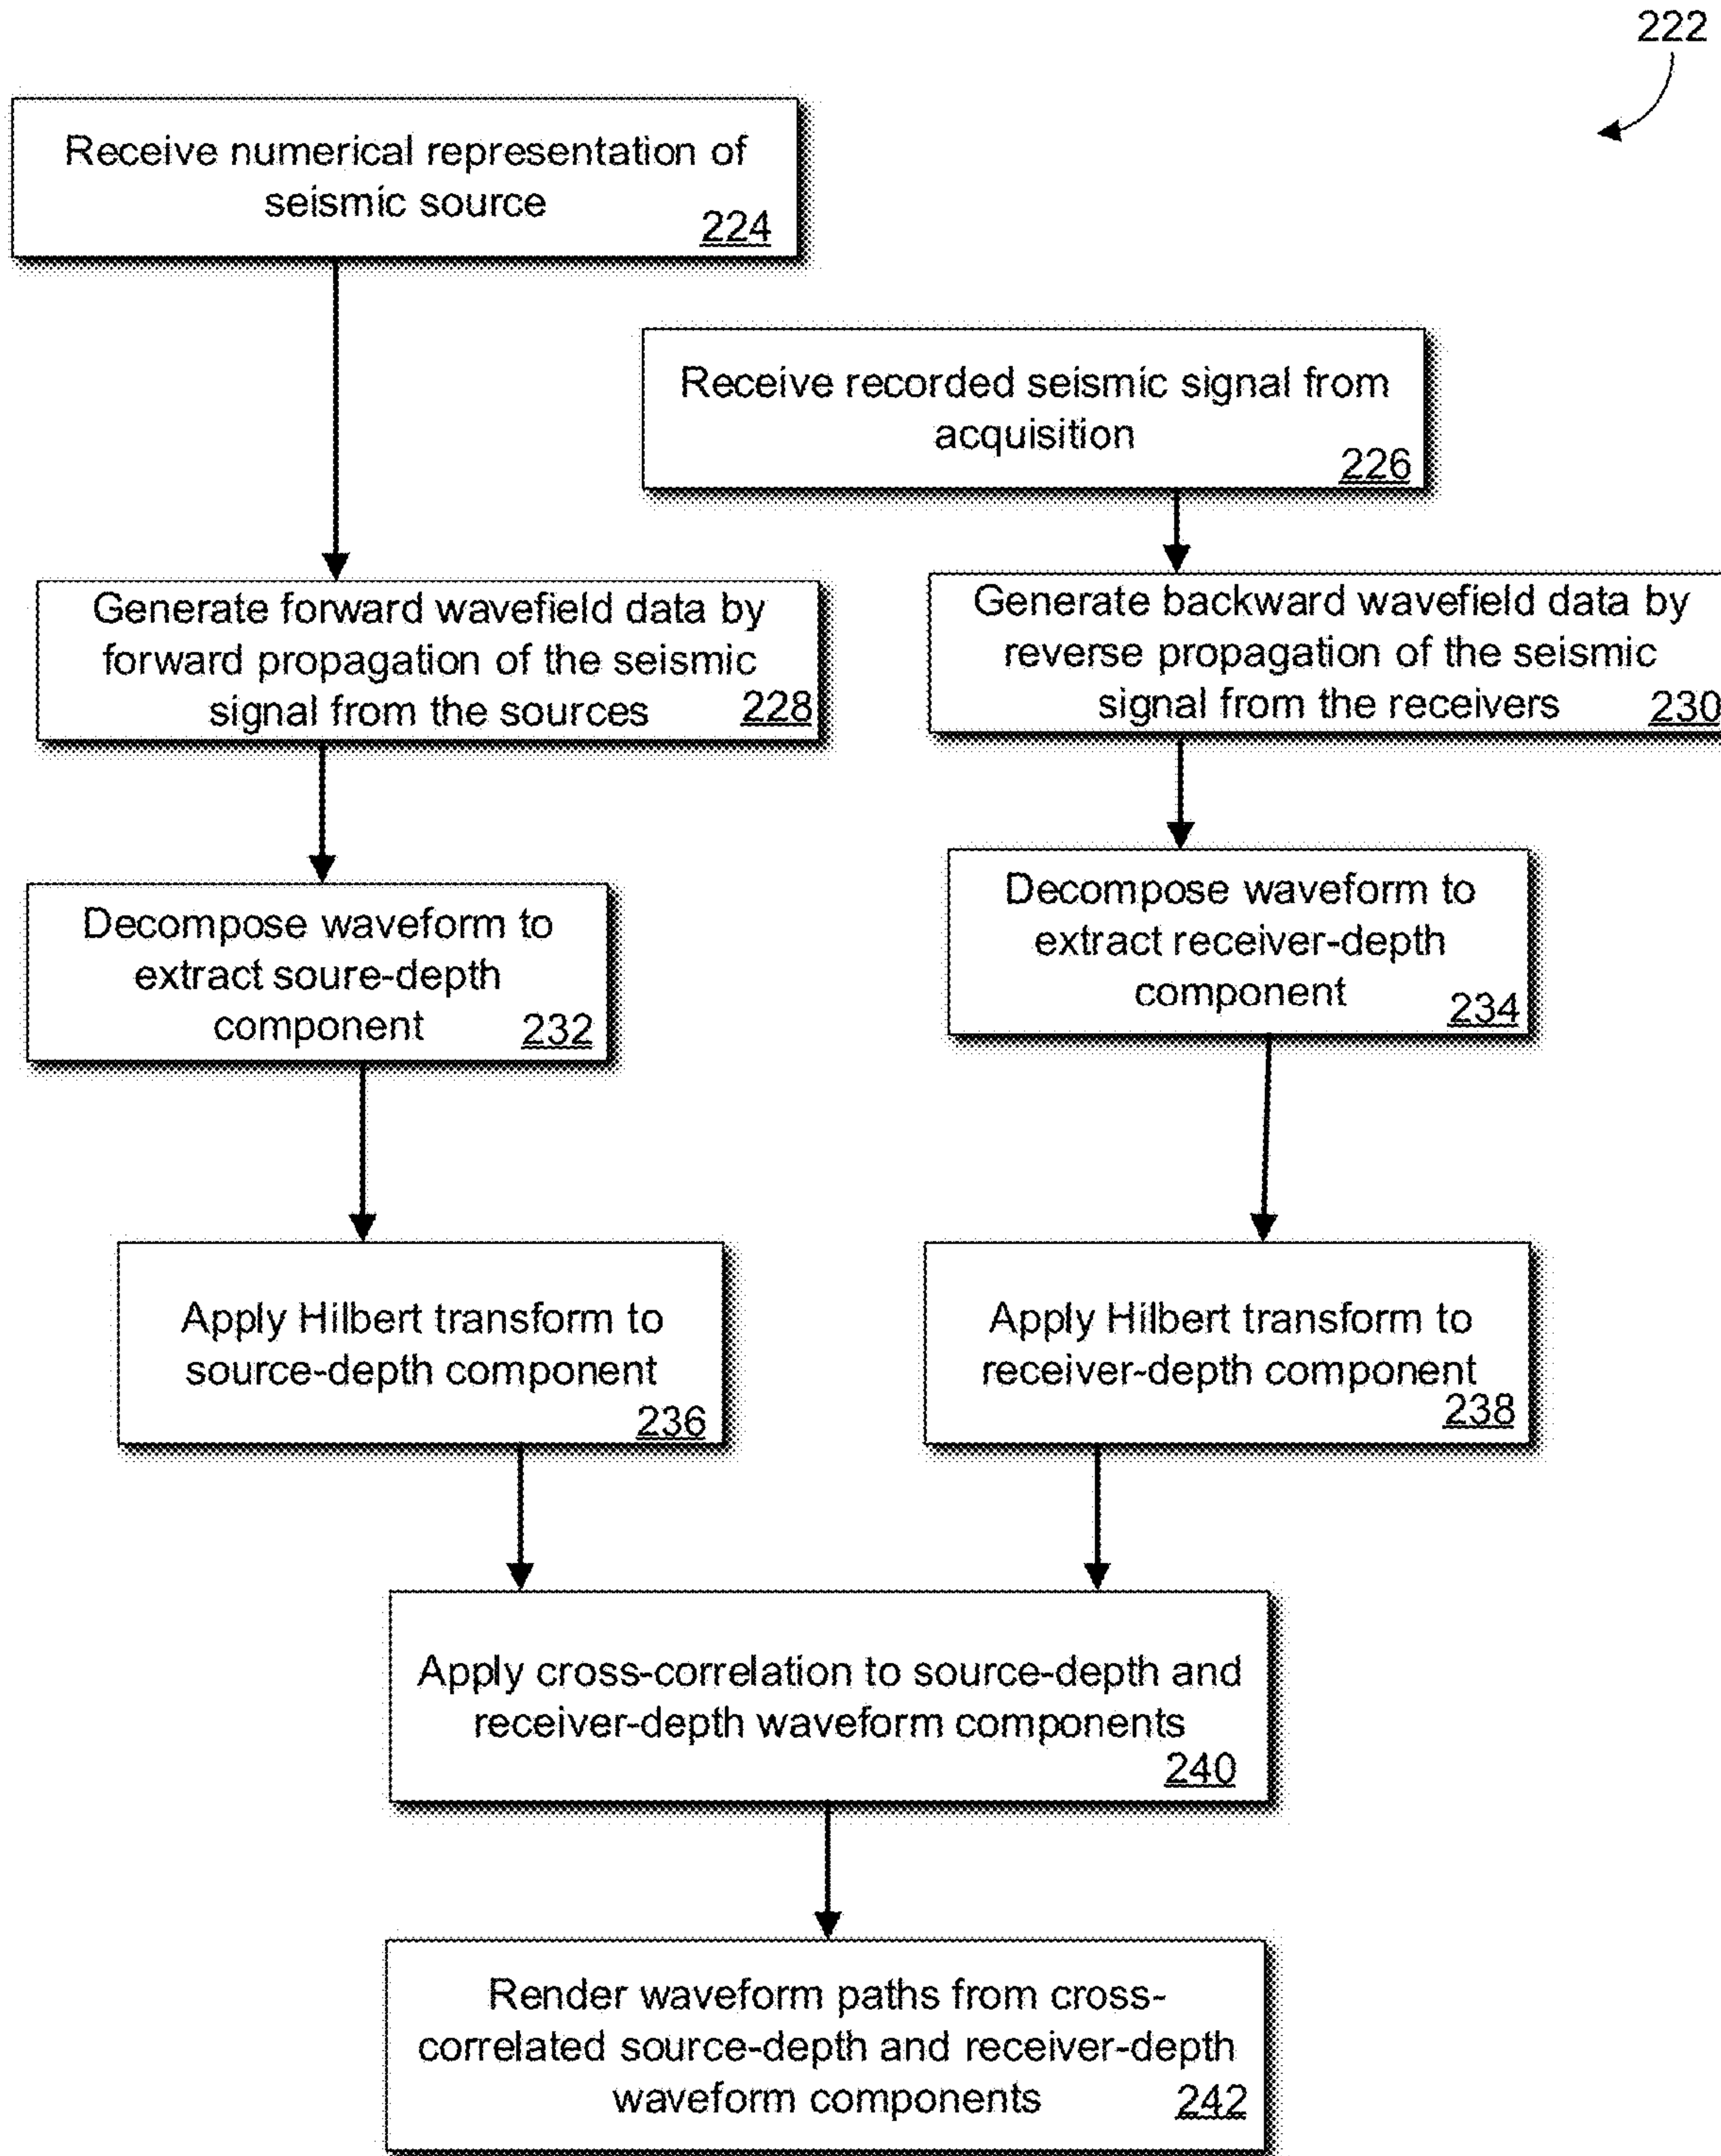 222
Receive numerical representation of
seismic source
224
Receive recorded seismic signal from
acquisition
226
Generate forward wavefield data by
forward propagation of the seismic
signal from the sources
228
Generate backward wavefield data by
reverse propagation of the seismic
signal from the receivers
230
Decompose waveform to
extract soure-depth
component
232
Decompose waveform to
extract receiver-depth
component
234
Apply Hilbert transform to
source-depth component
236
Apply Hilbert transform to
receiver-depth component
238
Apply cross-correlation to source-depth and
receiver-depth waveform components
240
Render waveform paths from cross-
correlated source-depth and receiver-depth
waveform components
242